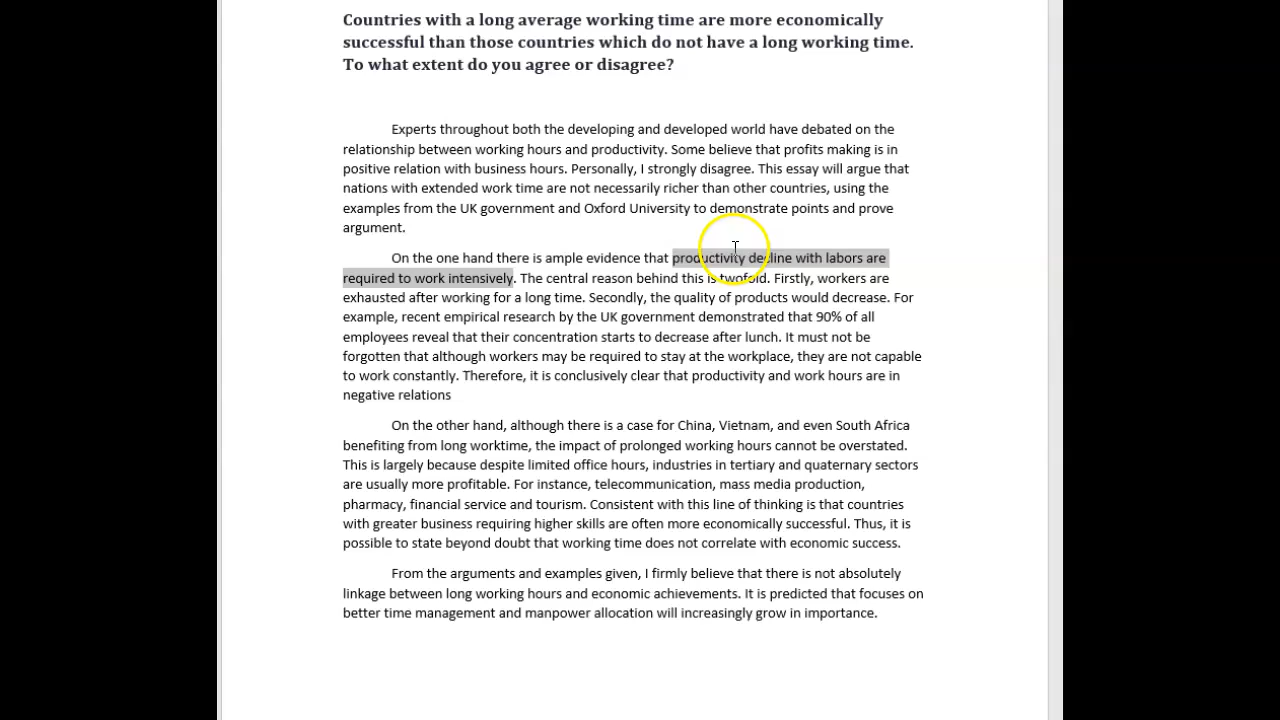 Countries with a long average working time are more economically
successful than those countries which do not have a long working time.
To what extent do you agree or disagree?
Experts throughout both the developing and developed world have debated on the
relationship between working hours and productivity. Some believe that profits making is in
positive relation with business hours. Personally, I strongly disagree. This essay will argue that
nations with extended work time are not necessarily richer than other countries, using the
examples from the UK government and Oxford University to demonstrate points and prove
argument.
On the one hand there is ample evidence that productivity decline with labors are
required to work intensively. The central reason behind this is twofold. Firstly, workers are
exhausted after working for a long time. Secondly, the quality of products would decrease. For
example, recent empirical research by the UK government demonstrated that 90% of all
employees reveal that their concentration starts to decrease after lunch. It must not be
forgotten that although workers may be required to stay at the workplace, they are not capable
to work constantly. Therefore, it is conclusively clear that productivity and work hours are in
negative relations
On the other hand, although there is a case for China, Vietnam, and even South Africa
benefiting from long worktime, the impact of prolonged working hours cannot be overstated.
This is largely because despite limited office hours, industries in tertiary and quaternary sectors
are usually more profitable. For instance, telecommunication, mass media production,
pharmacy, financial service and tourism. Consistent with this line of thinking is that countries
with greater business requiring higher skills are often more economically successful. Thus, it is
possible to state beyond doubt that working time does not correlate with economic success.
From the arguments and examples given, I firmly believe that there is not absolutely
linkage between long working hours and economic achievements. It is predicted that focuses on
better time management and manpower allocation will increasingly grow in importance.